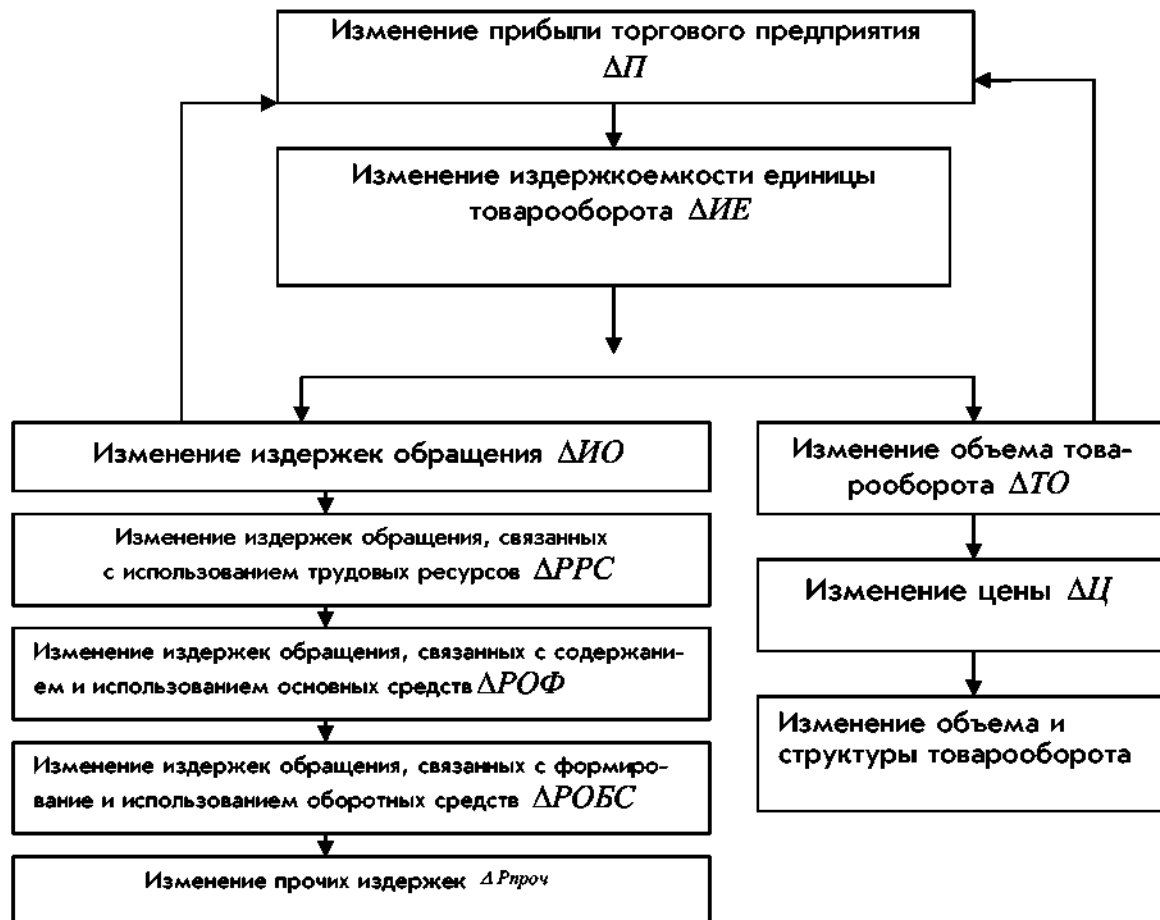 Изменение прибыли торгового предприятия
ΔП
Изменение издержкоемкости единицы
товарооборота ΔИЕ
Изменение издержек обращения ΔИО
Изменение издержек обращения, связанных
с использованием трудовых ресурсов ΔРРС
Изменение издержек обращения, связанных с содержани-
ем и использованием основных средств ΔРОФ
Изменение издержек обращения, связанных с формиро-
вание и использованием оборотных средств ΔРОБС
Изменение прочих издержек ΔРпроч
Изменение объема това-
рооборота ΔТО
Изменение цены ΔЦ
Изменение объема и
структуры товарооборота